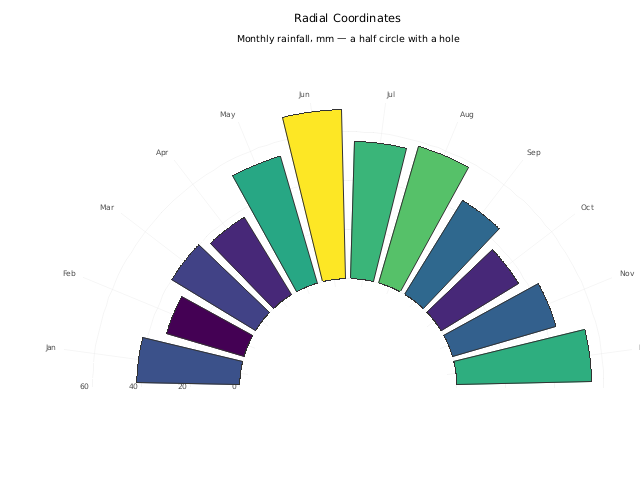 Radial Coordinates
Monthly rainfall, mm — a half circle with a hole
Jun
Jul
May
Aug
Apr
Sep
Mar
Oct
Feb
Nov
Jan
60
40
20
0